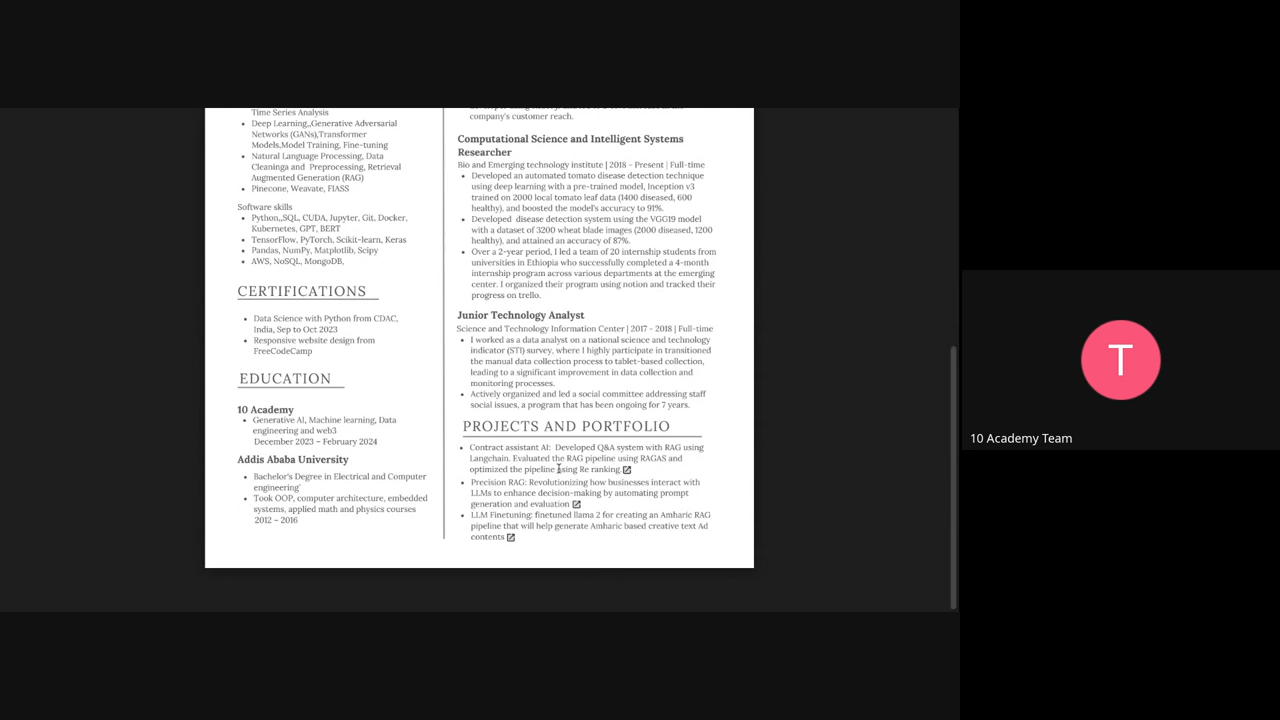 Time Series Analysis
Deep Learning,,Generative Adversarial
Networks (GANs),Transformer
Models,Model Training, Fine-tuning
Natural Language Processing, Data
Cleaninga and  Preprocessing, Retrieval
Augmented Generation (RAG)
Pinecone, Weavate, FIASS
Software skills
Python,,SQL, CUDA, Jupyter, Git, Docker,
Kubernetes, GPT, BERT
TensorFlow, PyTorch, Scikit-learn, Keras
Pandas, NumPy, Matplotlib, Scipy
AWS, NoSQL, MongoDB,
CERTIFICATIONS
Data Science with Python from CDAC,
India, Sep to Oct 2023
Responsive website design from
FreeCodeCamp
EDUCATION
10 Academy
Generative AI, Machine learning, Data
engineering and web3
December 2023 – February 2024
Addis Ababa University
Bachelor's Degree in Electrical and Computer
engineering'
Took OOP, computer architecture, embedded
systems, applied math and physics courses
2012 – 2016
company's customer reach.
Computational Science and Intelligent Systems
Researcher
Bio and Emerging technology institute | 2018 - Present | Full-time
Developed an automated tomato disease detection technique
using deep learning with a pre-trained model, Inception v3
trained on 2000 local tomato leaf data (1400 diseased, 600
healthy), and boosted the model's accuracy to 91%.
Developed  disease detection system using the VGG19 model
with a dataset of 3200 wheat blade images (2000 diseased, 1200
healthy), and attained an accuracy of 87%.
Over a 2-year period, I led a team of 20 internship students from
universities in Ethiopia who successfully completed a 4-month
internship program across various departments at the emerging
center. I organized their program using notion and tracked their
progress on trello.
Junior Technology Analyst
Science and Technology Information Center | 2017 - 2018 | Full-time
I worked as a data analyst on a national science and technology
indicator (STI) survey, where I highly participate in transitioned
the manual data collection process to tablet-based collection,
leading to a significant improvement in data collection and
monitoring processes.
Actively organized and led a social committee addressing staff
social issues, a program that has been ongoing for 7 years.
PROJECTS AND PORTFOLIO
Contract assistant AI:  Developed Q&A system with RAG using
Langchain. Evaluated the RAG pipeline using RAGAS and
optimized the pipeline using Re ranking.
Precision RAG: Revolutionizing how businesses interact with
LLMs to enhance decision-making by automating prompt
generation and evaluation
LLM Finetuning: finetuned llama 2 for creating an Amharic RAG
pipeline that will help generate Amharic based creative text Ad
contents
T
10 Academy Team